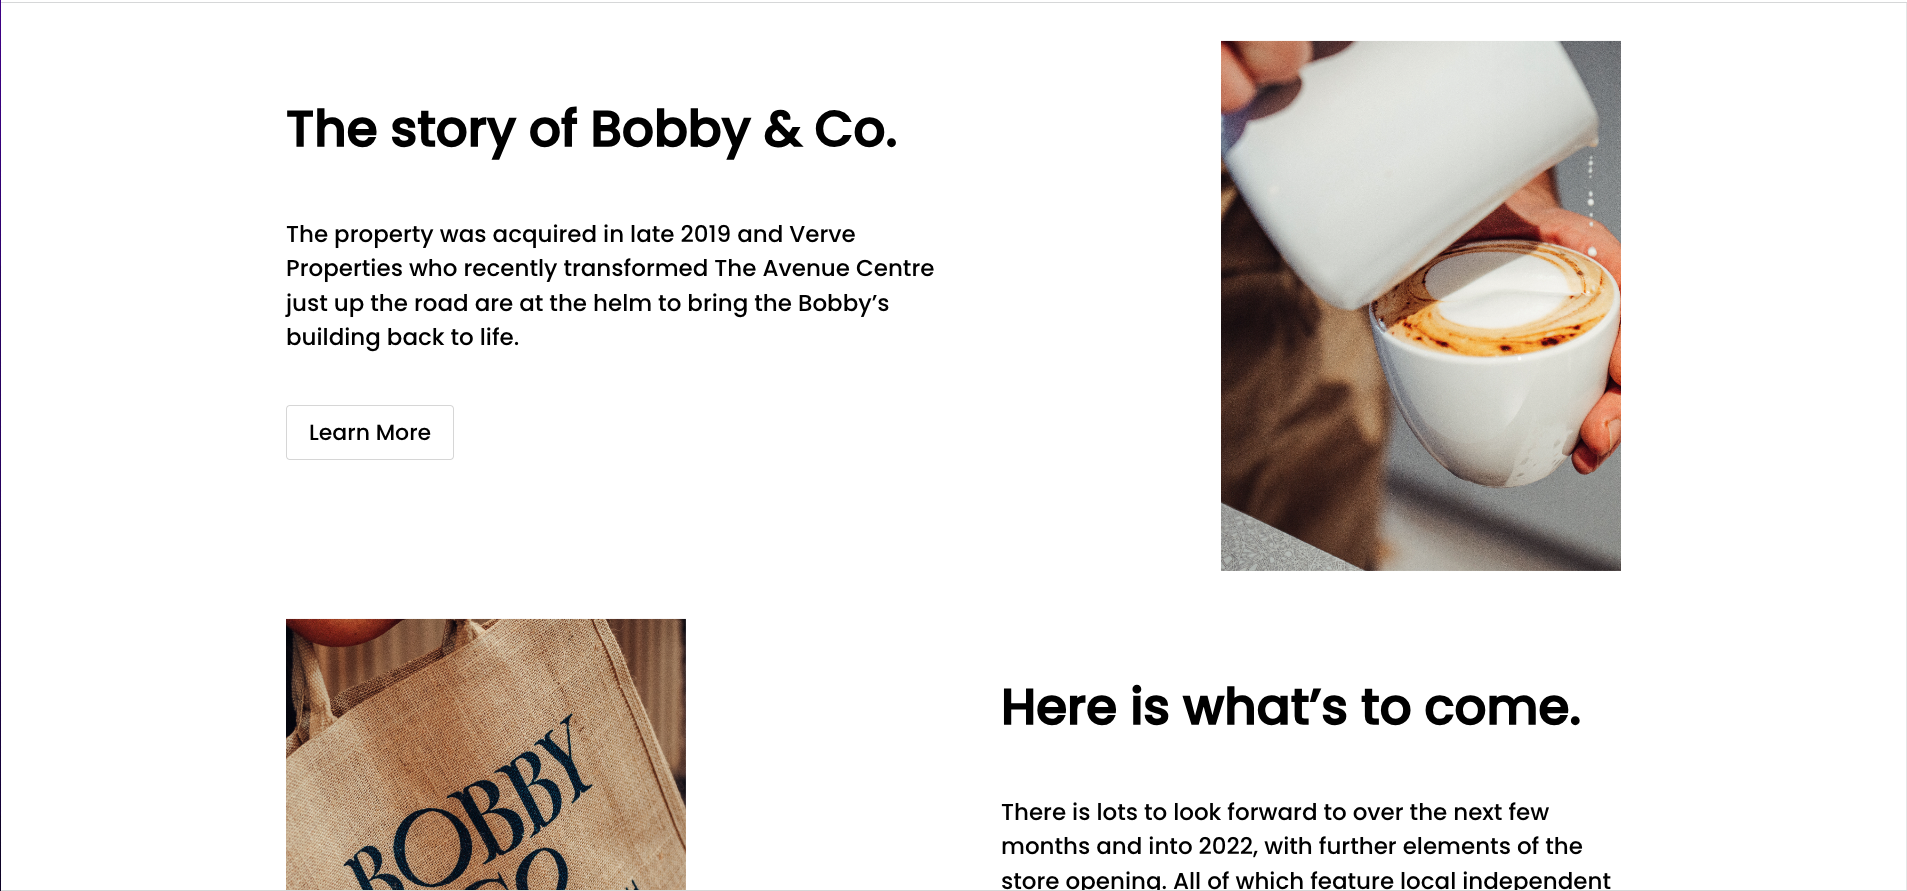 The story of Bobby & Co.
The property was acquired in late 2019 and Verve
Properties who recently transformed The Avenue Centre
just up the road are at the helm to bring the Bobby’s
building back to life.
Learn More
BOBBY
CO
Here is what’s to come.
There is lots to look forward to over the next few
months and into 2022, with further elements of the
store opening. All of which feature local independent